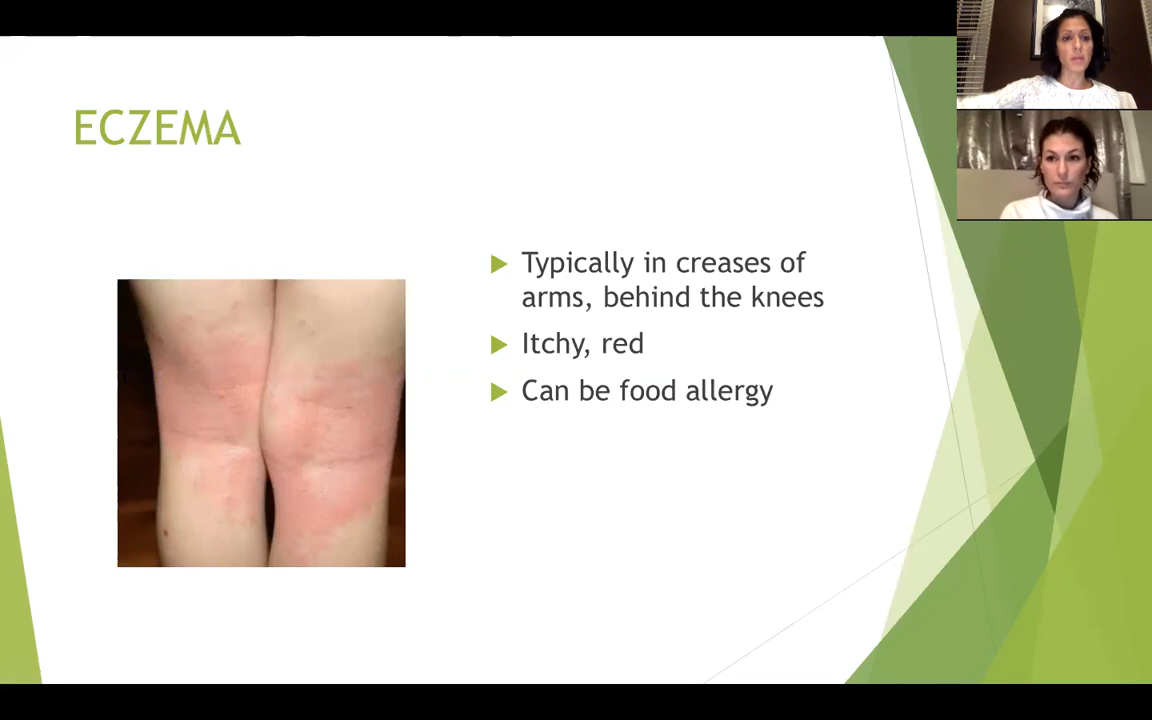 ECZEMA
Typically in creases of
arms, behind the knees
Itchy, red
Can be food allergy